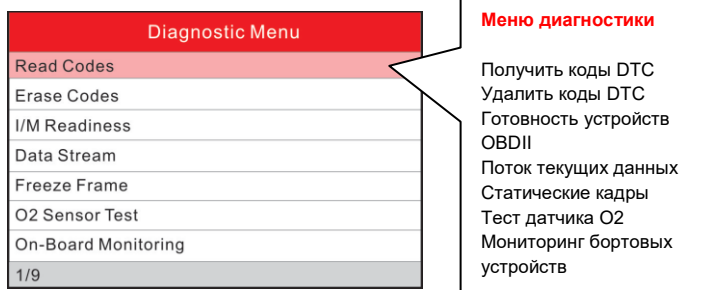 Diagnostic Menu
Read Codes
Erase Codes
I/M Readiness
Data Stream
Freeze Frame
O2 Sensor Test
On-Board Monitoring
1/9
Меню диагностики
Получить коды DTC
Удалить коды DTC
Готовность устройств
OBDII
Поток текущих данных
Статические кадры
Тест датчика O2
Мониторинг бортовых
устройств